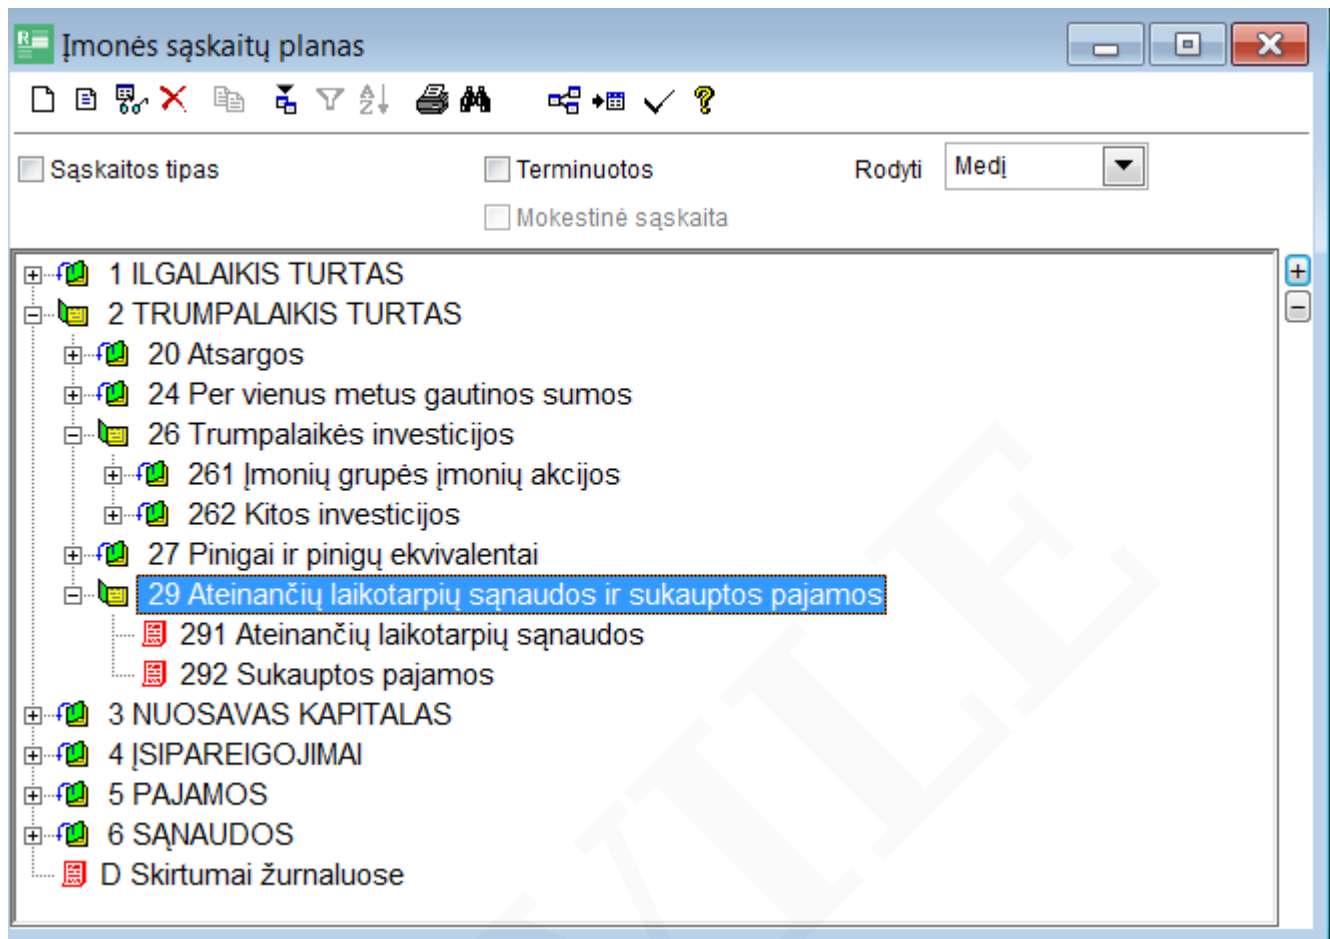 Įmonės sąskaitų planas
Sąskaitos tipas Terminuotos Rodyti Medį
Mokestinė sąskaita
1 ILGALAIKIS TURTAS
2 TRUMPALAIKIS TURTAS
20 Atsargos
24 Per vienus metus gautinos sumos
26 Trumpalaikės investicijos
261 Įmonių grupės įmonių akcijos
262 Kitos investicijos
27 Pinigai ir pinigų ekvivalentai
29 Ateinančių laikotarpių sąnaudos ir sukauptos pajamos
291 Ateinančių laikotarpių sąnaudos
292 Sukauptos pajamos
3 NUOSAVAS KAPITALAS
4 ĮSIPAREIGOJIMAI
5 PAJAMOS
6 SĄNAUDOS
D Skirtumai žurnaluose